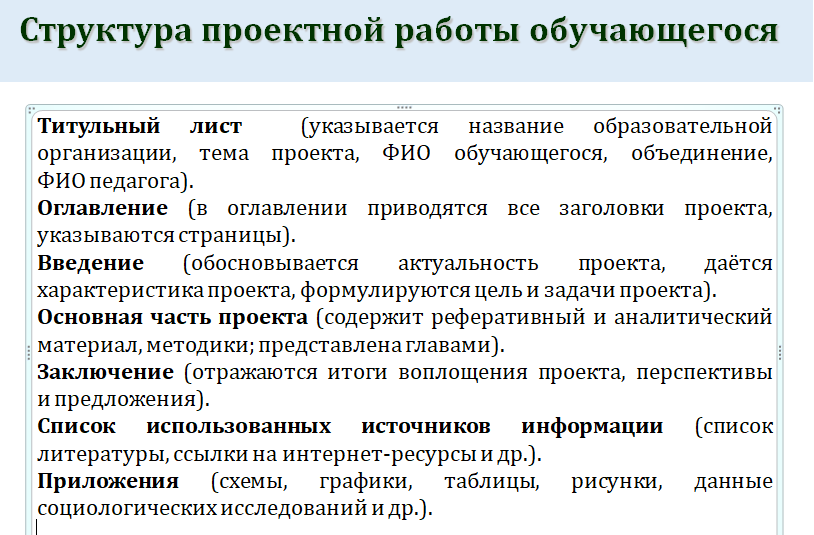 Структура проектной работы обучающегося
Титульный лист (указывается название образовательной
организации, тема проекта, ФИО обучающегося, объединение,
ФИО педагога).
Оглавление (в оглавлении приводятся все заголовки проекта,
указываются страницы).
Введение (обосновывается актуальность проекта, даётся
характеристика проекта, формулируются цель и задачи проекта).
Основная часть проекта (содержит реферативный и аналитический
материал, методики; представлена главами).
Заключение (отражаются итоги воплощения проекта, перспективы
и предложения).
Список использованных источников информации (список
литературы, ссылки на интернет-ресурсы и др.).
Приложения (схемы, графики, таблицы, рисунки, данные
социологических исследований и др.).